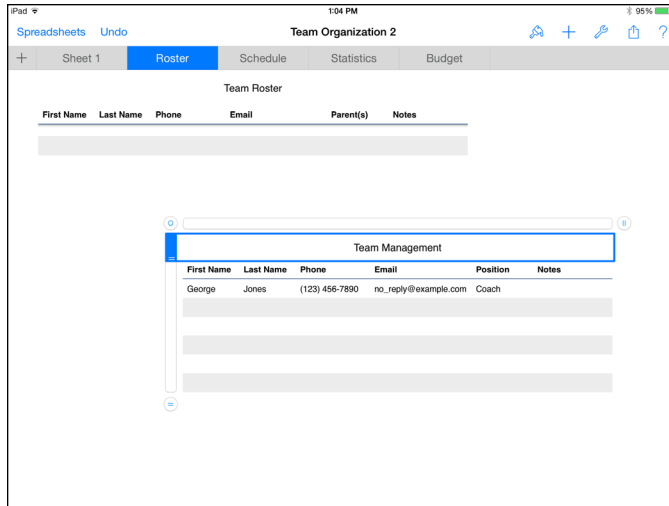 iPad 1:04 PM 95%
Spreadsheets Undo Team Organization 2 ?
+ Sheet 1 Roster Schedule Statistics Budget
Team Roster
First Name Last Name Phone Email Parent(s) Notes
Team Management
First Name Last Name Phone Email Position Notes
George Jones (123) 456-7890 no_reply@example.com Coach